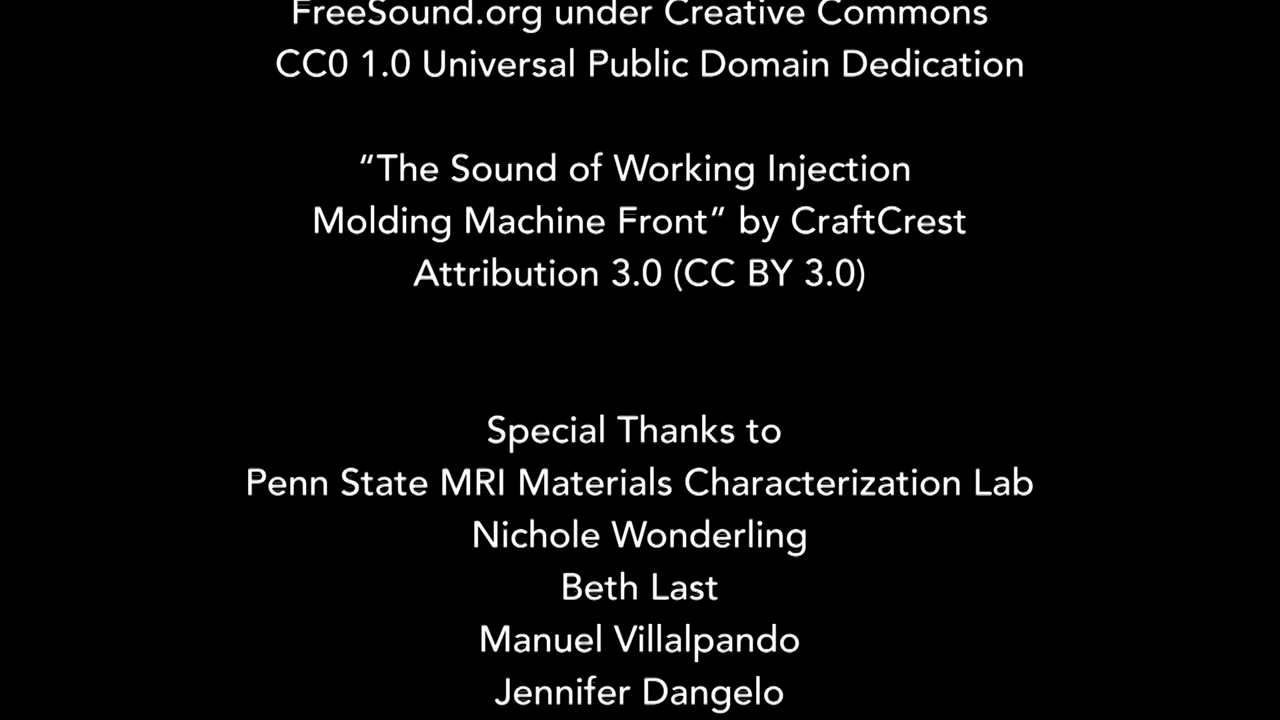 FreeSound.org under Creative Commons
CC0 1.0 Universal Public Domain Dedication
“The Sound of Working Injection
Molding Machine Front” by CraftCrest
Attribution 3.0 (CC BY 3.0)
Special Thanks to
Penn State MRI Materials Characterization Lab
Nichole Wonderling
Beth Last
Manuel Villalpando
Jennifer Dangelo